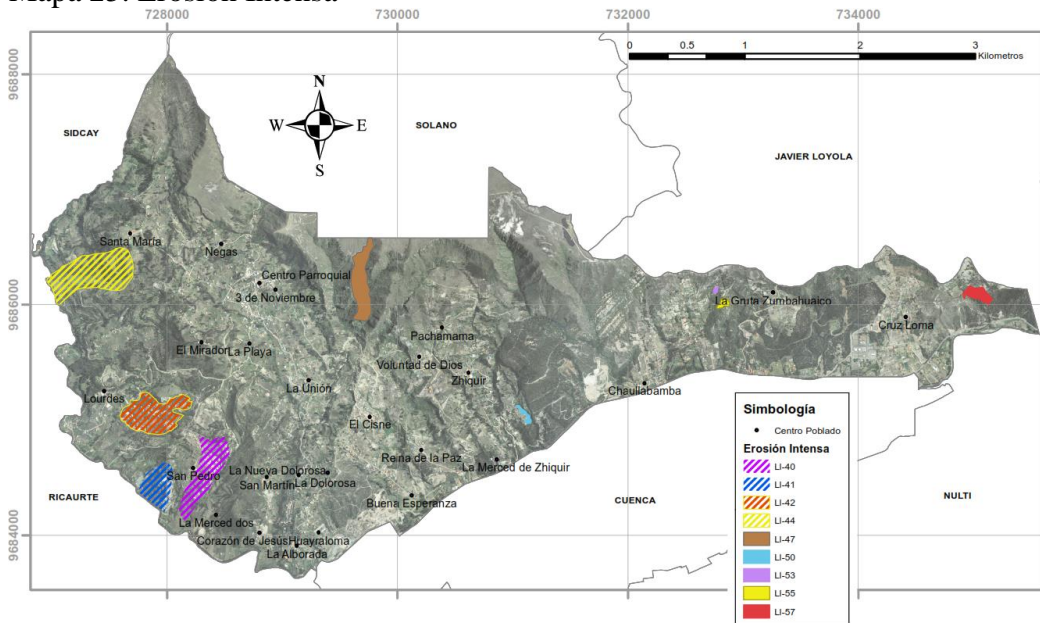 Mapa 23: Erosión Intensa
728000 730000 732000 734000
0 0.5 1 2 3
Kilometros
9688000
N
W E
S
SIDCAY
SOLANO
JAVIER LOYOLA
Santa María
Negas
Centro Parroquial
3 de Noviembre
9686000
La Gruta Zumbahuaico
Cruz Loma
Pachamama
El Mirador
La Playa
Voluntad de Dios
Zhiquir
La Unión
Chaullabamba
Lourdes
El Cisne
Reina de la Paz
La Merced de Zhiquir
San Pedro
La Nueva Dolorosa
San Martín
La Dolorosa
Buena Esperanza
RICAURTE
CUENCA
NULTI
La Merced dos
9684000
Corazón de Jesús
Huayraloma
La Alborada
Simbología
Centro Poblado
Erosión Intensa
LI-40
LI-41
LI-42
LI-44
LI-47
LI-50
LI-53
LI-55
LI-57